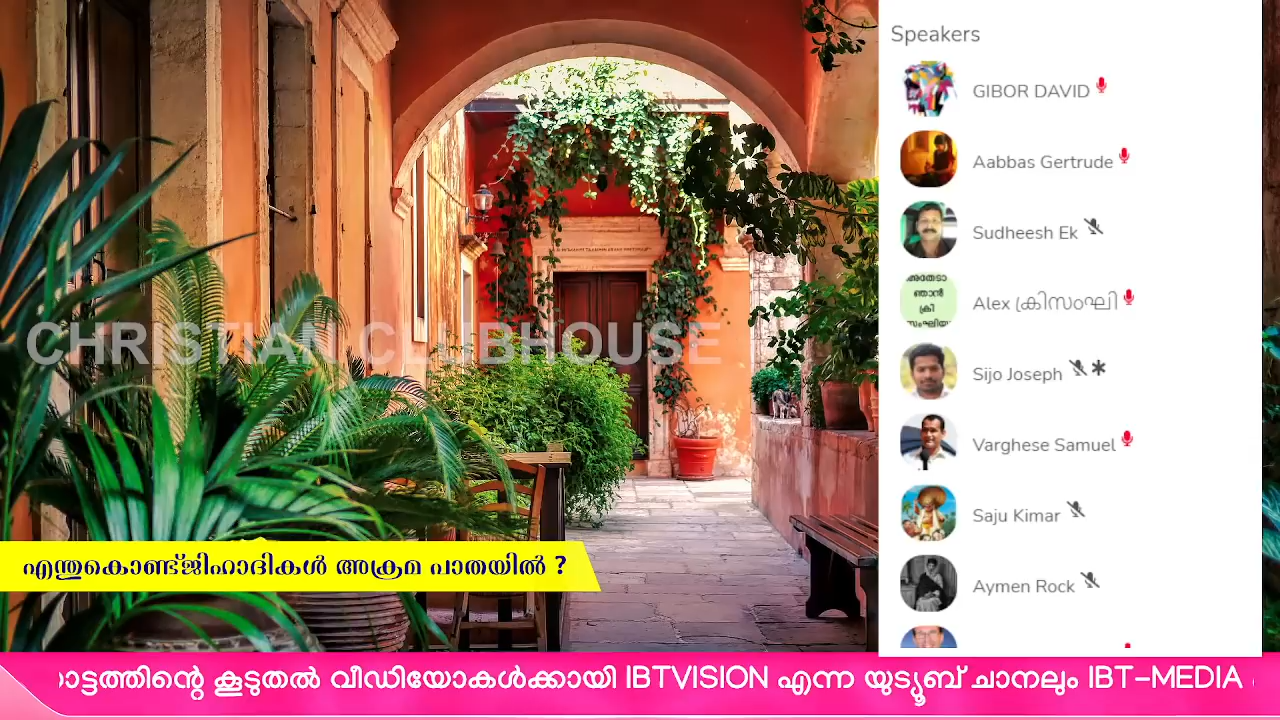 Speakers
GIBOR DAVID
Aabbas Gertrude
Sudheesh Ek
അതേടാ
ഞാൻ
ക്രി
സംഘിയ
Alex (ക്രിസംഘി
Sijo Joseph
Varghese Samuel
Saju Kimar
Aymen Rock
CHRISTIAN CLUBHOUSE
എന്തുകൊണ്ട്ജിഹാദികൾ അക്രമ പാതയിൽ ?
ാട്ടത്തിന്റെ കൂടുതൽ വീഡിയോകൾക്കായി IBTVISION എന്ന യുട്യൂബ് ചാനലും IBT-MEDIA